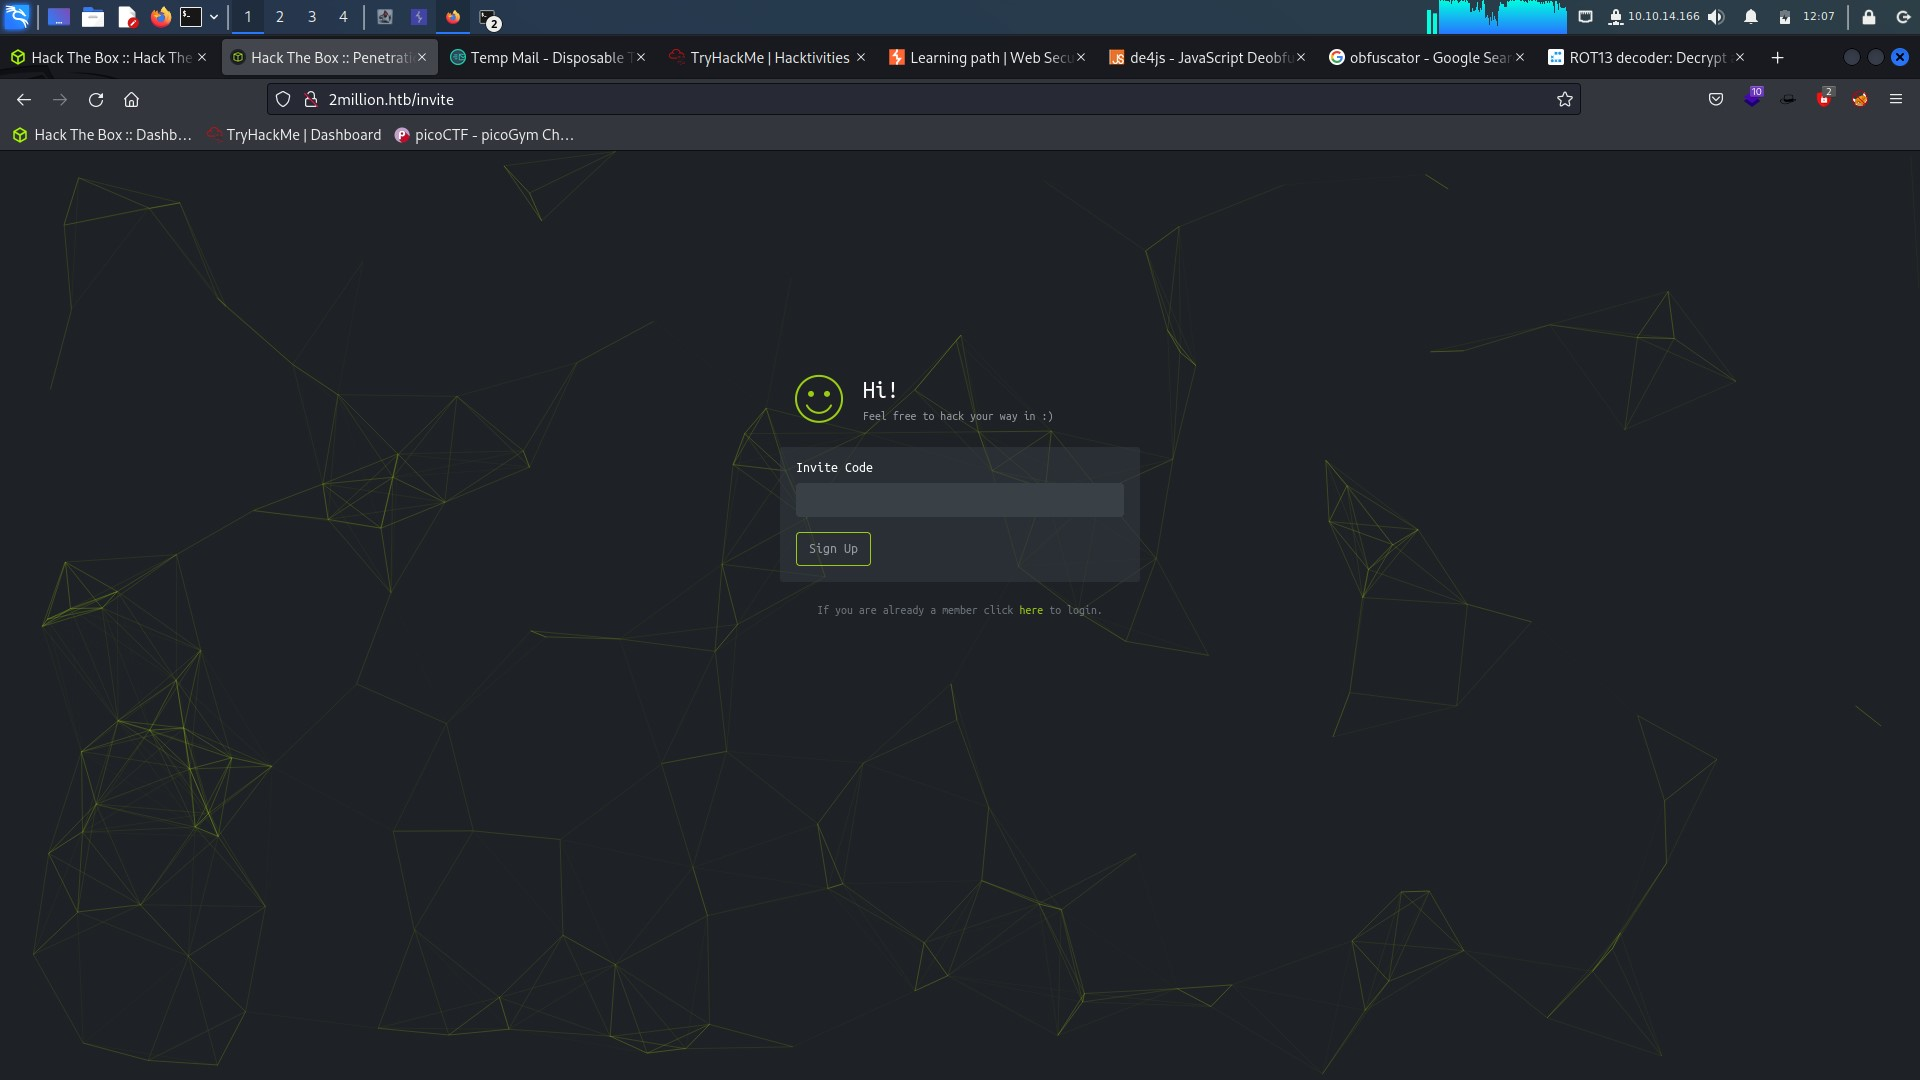 1 2 3 4
2
10.10.14.166
12:07
Hack The Box :: Hack The
Hack The Box :: Penetrati
Temp Mail - Disposable T
TryHackMe | Hacktivities
Learning path | Web Secu
de4js - JavaScript Deobfu
obfuscator - Google Sear
ROT13 decoder: Decrypt a
2million.htb/invite
10
2
Hack The Box :: Dashb…
TryHackMe | Dashboard
picoCTF - picoGym Ch…
Hi!
Feel free to hack your way in :)
Invite Code
Sign Up
If you are already a member click here to login.